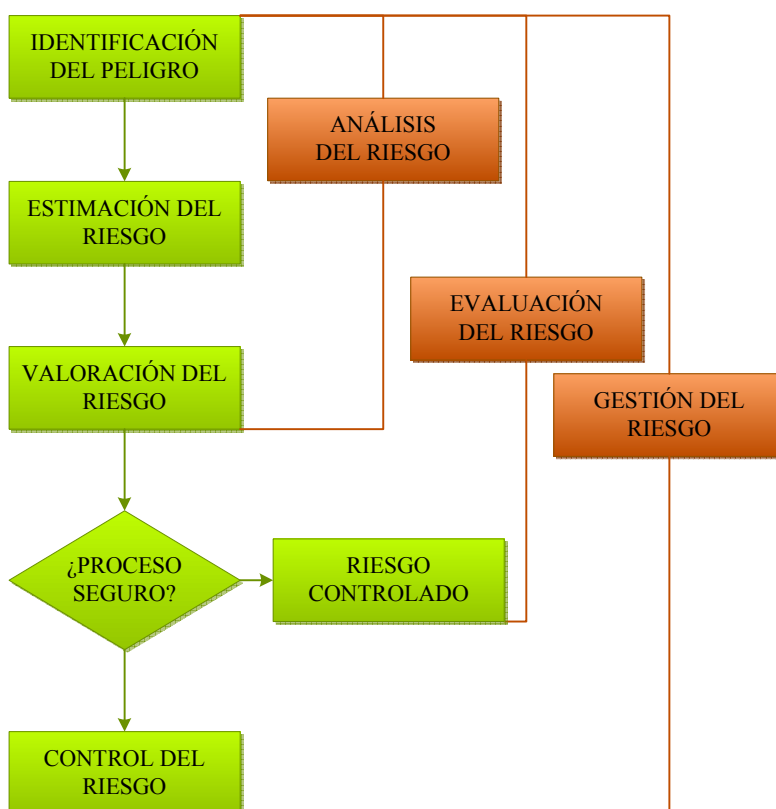 IDENTIFICACIÓN
DEL PELIGRO
ANÁLISIS
DEL RIESGO
ESTIMACIÓN DEL
RIESGO
EVALUACIÓN
DEL RIESGO
VALORACIÓN DEL
RIESGO
GESTIÓN DEL
RIESGO
¿PROCESO
SEGURO?
RIESGO
CONTROLADO
CONTROL DEL
RIESGO